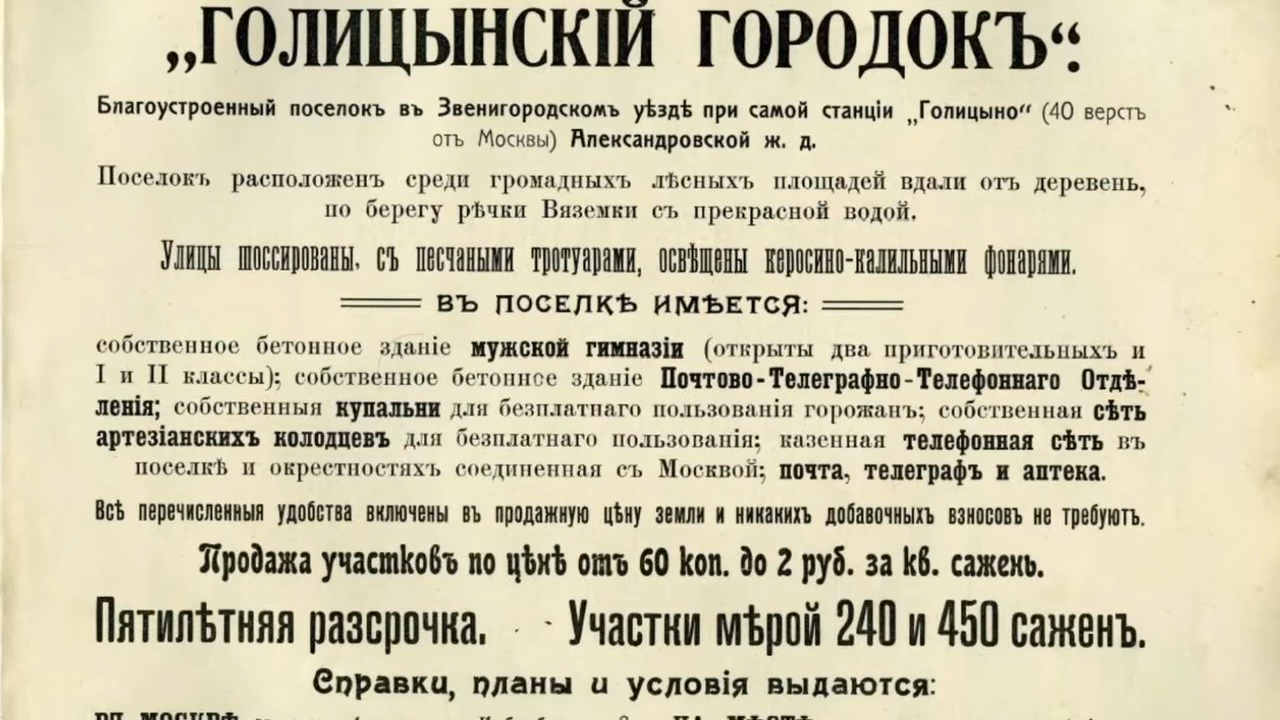 „ГОЛИЦЫНСКІЙ ГОРОДОКЪ“.
Благоустроенный поселокъ въ Звенигородскомъ уѣздѣ при самой станціи „Голицыно“ (40 верстъ
отъ Москвы) Александровской ж. д.
Поселокъ расположенъ среди громадныхъ лѣсныхъ площадей вдали отъ деревень,
по берегу рѣчки Вяземки съ прекрасной водой.
Улицы шоссированы, съ песчаными тротуарами, освѣщены керосино-калильными фонарями.
ВЪ ПОСЕЛКѢ ИМѢЕТСЯ:
собственное бетонное зданіе мужской гимназіи (открыты два приготовительныхъ и
I и II классы); собственное бетонное зданіе Почтово-Телеграфно-Телефоннаго Отдѣ-
ленія; собственныя купальни для безплатнаго пользованія горожанъ; собственная сѣть
артезіанскихъ колодцевъ для безплатнаго пользованія; казенная телефонная сѣть въ
поселкѣ и окрестностяхъ соединенная съ Москвой; почта, телеграфъ и аптека.
Всѣ перечисленныя удобства включены въ продажную цѣну земли и никакихъ добавочныхъ взносовъ не требуютъ.
Продажа участковъ по цѣнѣ отъ 60 коп. до 2 руб. за кв. сажень.
Пятилѣтняя разсрочка. Участки мѣрой 240 и 450 саженъ.
Справки, планы и условія выдаются:
ВЪ МОСКВѢ НА МѢСТѢ